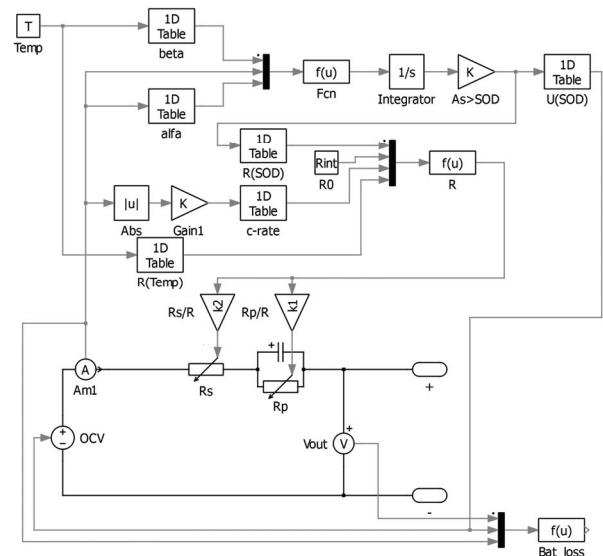 T
Temp
1D
Table
beta
1D
Table
alfa
f(u)
Fcn
1/s
Integrator
K
As>SOD
1D
Table
U(SOD)
1D
Table
R(SOD)
Rint
R0
f(u)
R
|u|
Abs
K
Gain1
1D
Table
c-rate
1D
Table
R(Temp)
Rs/R
k2
Rp/R
k1
A
Am1
Rs
+
Rp
+
+
-
OCV
Vout
+
V
-
f(u)
Bat_loss